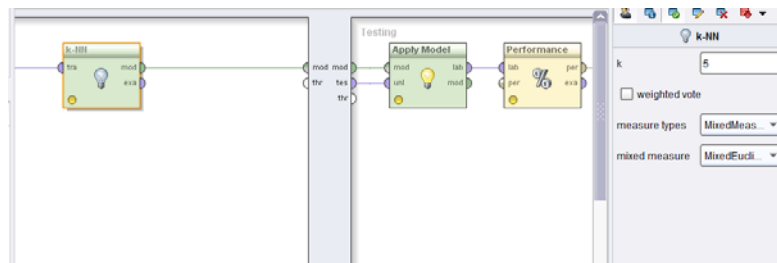 k-NN
tra mod
exa
mod mod
thr tes
thr
Testing
Apply Model
mod lab
unl mod
Performance
lab per
per exa
k-NN
k 5
weighted vote
measure types MixedMeas...
mixed measure MixedEucli...